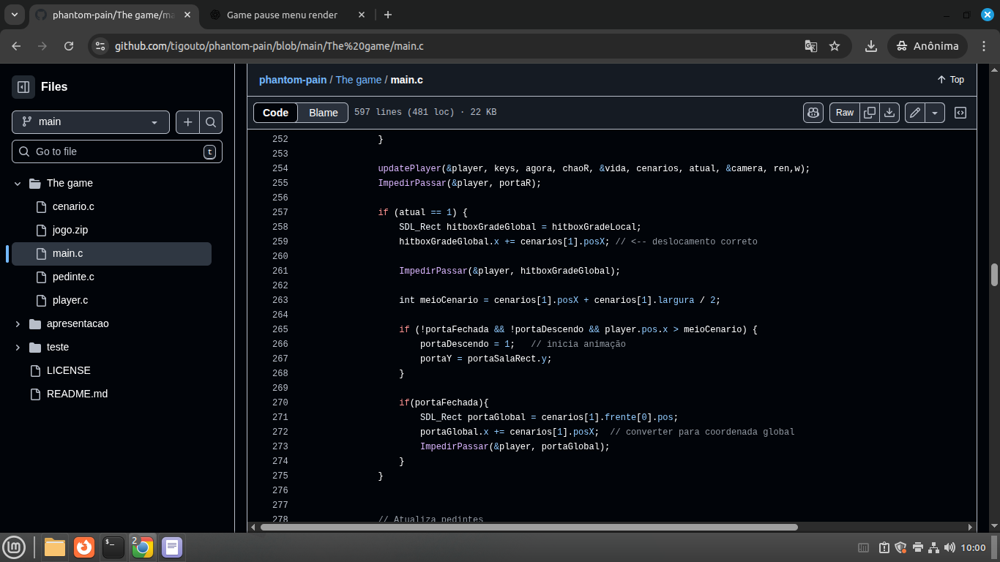 phantom-pain/The game/ma
Game pause menu render
github.com/tigouto/phantom-pain/blob/main/The%20game/main.c
Anônima
Files
main
Go to file
t
The game
cenario.c
jogo.zip
main.c
pedinte.c
player.c
apresentacao
teste
LICENSE
README.md
phantom-pain / The game / main.c
Top
Code Blame 597 lines (481 loc) · 22 KB
Raw
252 }
253
254 updatePlayer(&player, keys, agora, chaoR, &vida, cenarios, atual, &camera, ren,w);
255 ImpedirPassar(&player, portaR);
256
257 if (atual == 1) {
258 SDL_Rect hitboxGradeGlobal = hitboxGradeLocal;
259 hitboxGradeGlobal.x += cenarios[1].posX; // <-- deslocamento correto
260
261 ImpedirPassar(&player, hitboxGradeGlobal);
262
263 int meioCenario = cenarios[1].posX + cenarios[1].largura / 2;
264
265 if (!portaFechada && !portaDescendo && player.pos.x > meioCenario) {
266 portaDescendo = 1; // inicia animação
267 portaY = portaSalaRect.y;
268 }
269
270 if(portaFechada){
271 SDL_Rect portaGlobal = cenarios[1].frente[0].pos;
272 portaGlobal.x += cenarios[1].posX; // converter para coordenada global
273 ImpedirPassar(&player, portaGlobal);
274 }
275 }
276
277
278 // Atualiza pedintes
2
10:00